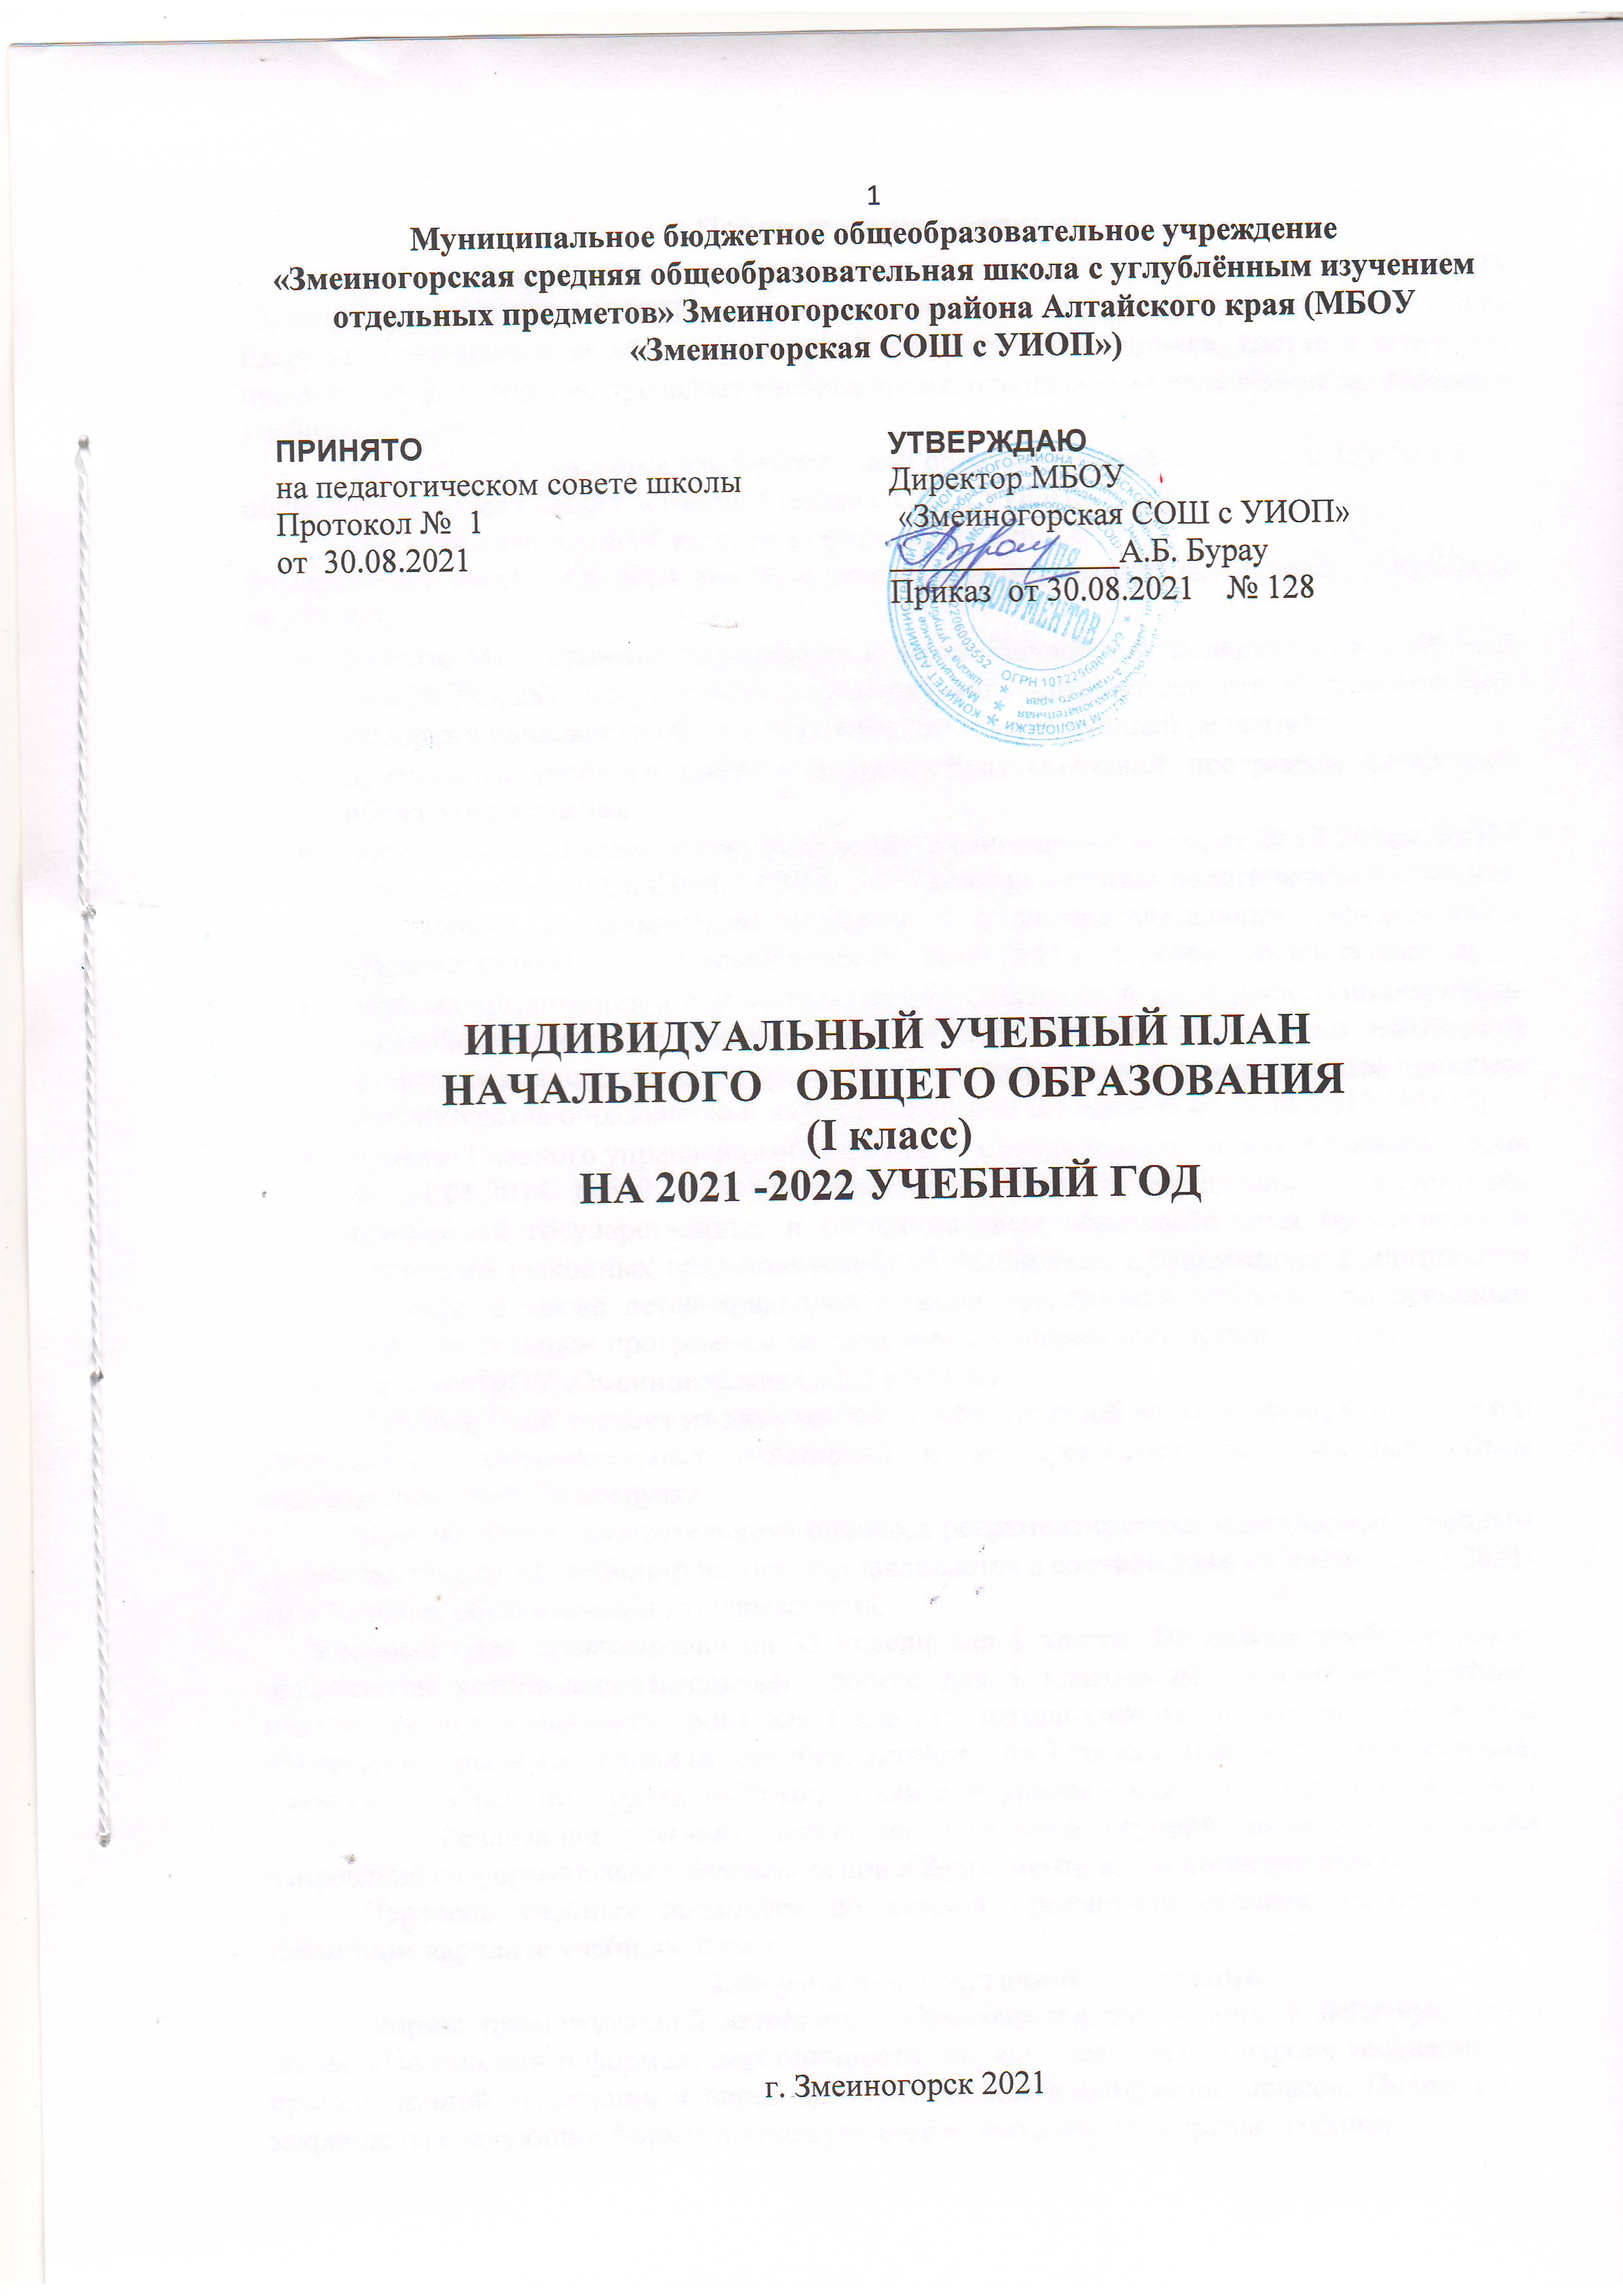 1
Муниципальное бюджетное общеобразовательное учреждение
«Змеиногорская средняя общеобразовательная школа с углублённым изучением
отдельных предметов» Змеиногорского района Алтайского края (МБОУ
«Змеиногорская СОШ с УИОП»)
ПРИНЯТО
на педагогическом совете школы
Протокол № 1
от 30.08.2021
УТВЕРЖДАЮ
Директор МБОУ
«Змеиногорская СОШ с УИОП»
А.Б. Бурау
Приказ от 30.08.2021 № 128
ДЛЯ
ДОКУМЕНТОВ
ИНДИВИДУАЛЬНЫЙ УЧЕБНЫЙ ПЛАН
НАЧАЛЬНОГО ОБЩЕГО ОБРАЗОВАНИЯ
(I класс)
НА 2021 -2022 УЧЕБНЫЙ ГОД
г. Змеиногорск 2021